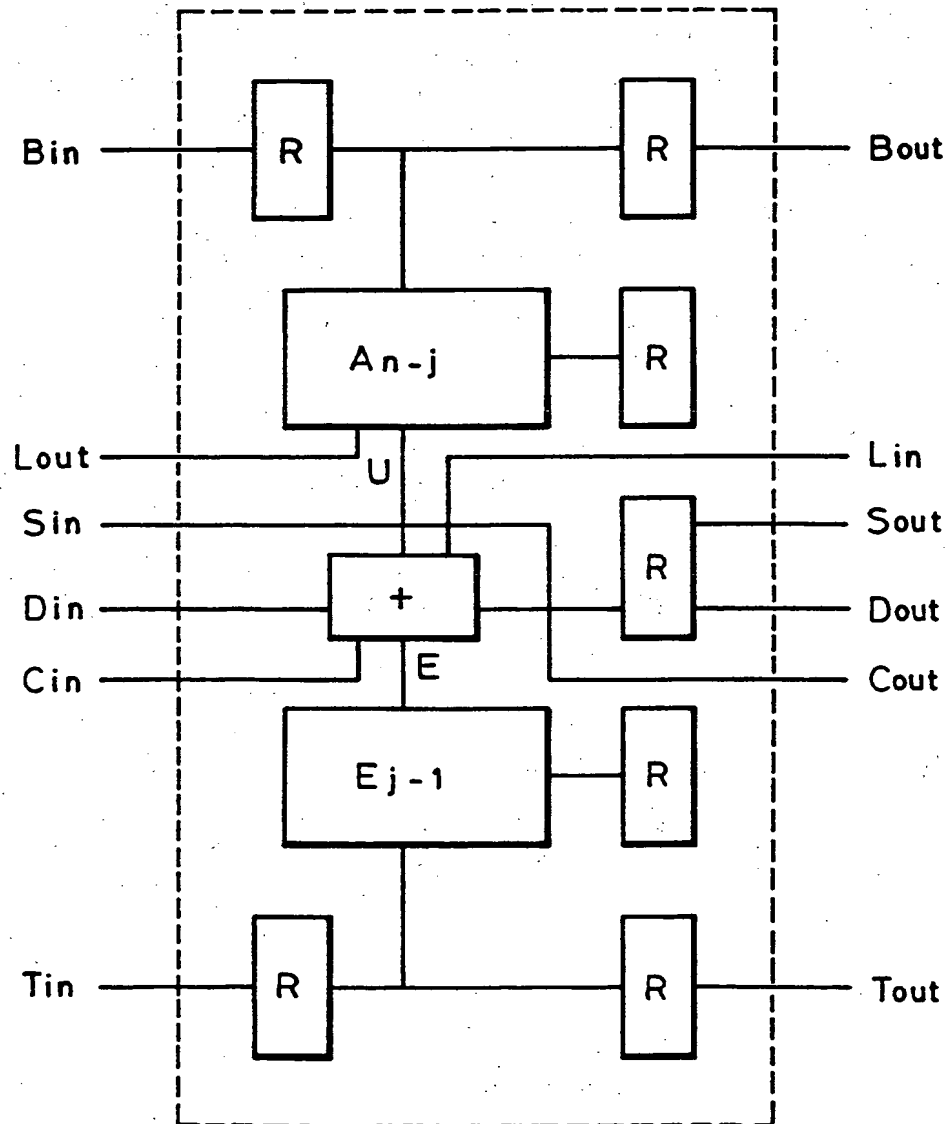 Bin R R Bout
An-j R
Lout U Lin
Sin Sout
R
Din + Dout
Cin E Cout
Ej-1 R
Tin R R Tout